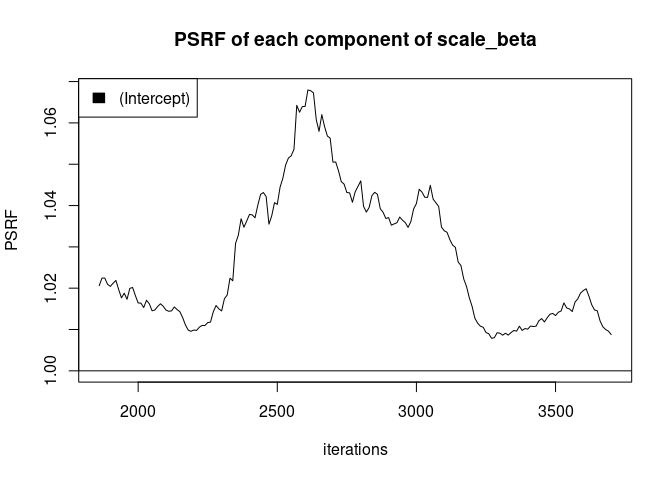 PSRF of each component of scale_beta
(Intercept)
PSRF
1.06
1.04
1.02
1.00
2000 2500 3000 3500
iterations